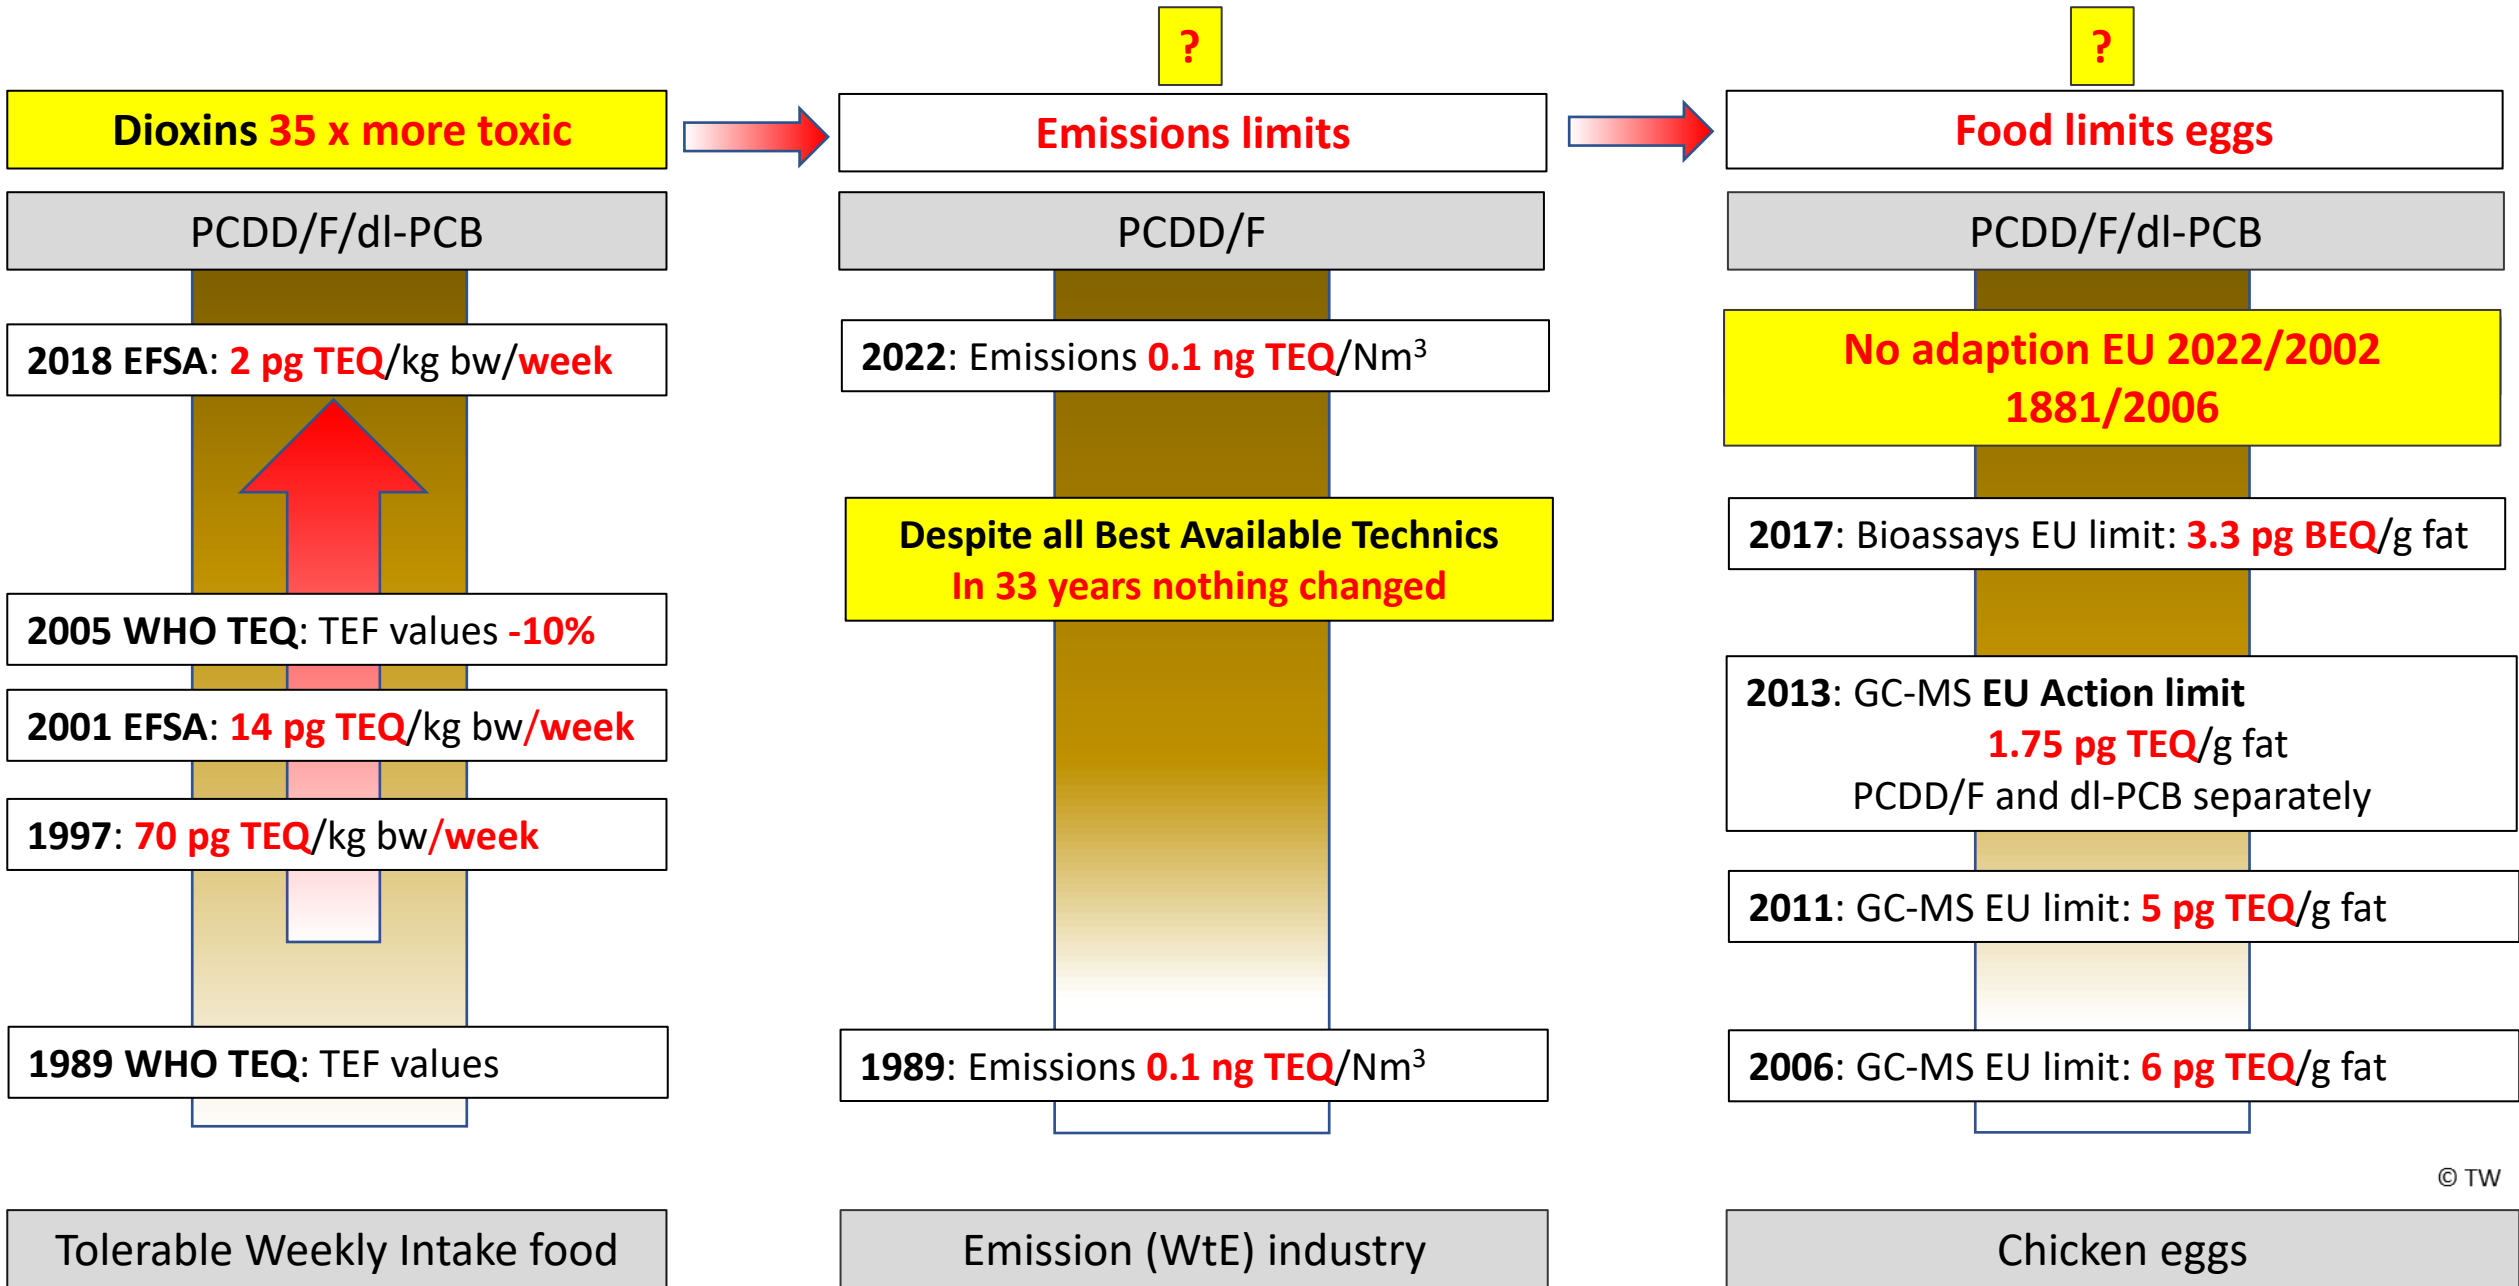 ?
Dioxins 35 x more toxic
PCDD/F/dl-PCB
2018 EFSA: 2 pg TEQ/kg bw/week
2005 WHO TEQ: TEF values -10%
2001 EFSA: 14 pg TEQ/kg bw/week
1997: 70 pg TEQ/kg bw/week
1989 WHO TEQ: TEF values
Tolerable Weekly Intake food
Emissions limits
PCDD/F
2022: Emissions 0.1 ng TEQ/Nm³
Despite all Best Available Technics
In 33 years nothing changed
1989: Emissions 0.1 ng TEQ/Nm³
Emission (WtE) industry
?
Food limits eggs
PCDD/F/dl-PCB
No adaption EU 2022/2002
1881/2006
2017: Bioassays EU limit: 3.3 pg BEQ/g fat
2013: GC-MS EU Action limit
1.75 pg TEQ/g fat
PCDD/F and dl-PCB separately
2011: GC-MS EU limit: 5 pg TEQ/g fat
2006: GC-MS EU limit: 6 pg TEQ/g fat
© TW
Chicken eggs